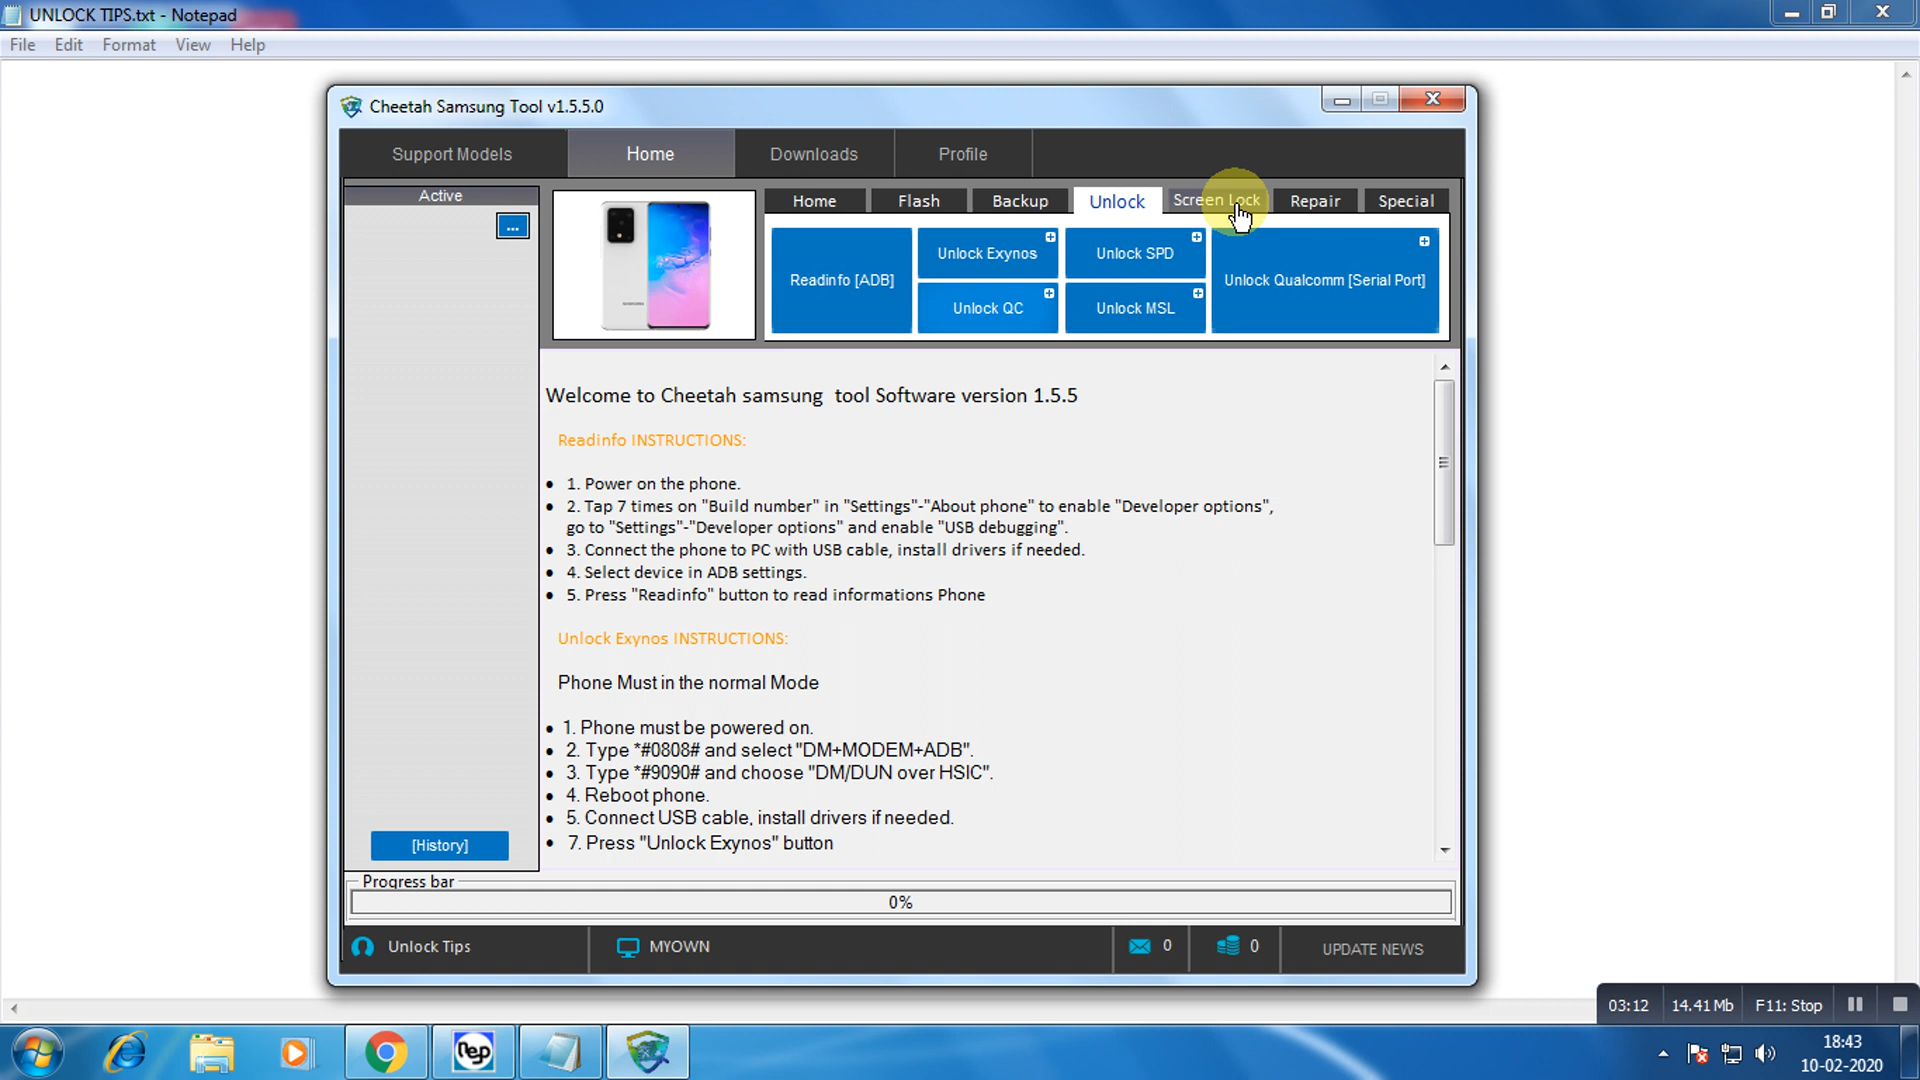 UNLOCK TIPS.txt - Notepad
File Edit Format View Help
Cheetah Samsung Tool v1.5.5.0
Support Models Home Downloads Profile
Active
...
Home Flash Backup Unlock Screen Lock Repair Special
Readinfo [ADB]
Unlock Exynos
Unlock SPD
Unlock Qualcomm [Serial Port]
Unlock QC
Unlock MSL
SAMSUNG
Welcome to Cheetah samsung tool Software version 1.5.5
Readinfo INSTRUCTIONS:
• 1. Power on the phone.
• 2. Tap 7 times on "Build number" in "Settings"-"About phone" to enable "Developer options",
go to "Settings"-"Developer options" and enable "USB debugging".
• 3. Connect the phone to PC with USB cable, install drivers if needed.
• 4. Select device in ADB settings.
• 5. Press "Readinfo" button to read informations Phone
Unlock Exynos INSTRUCTIONS:
Phone Must in the normal Mode
• 1. Phone must be powered on.
• 2. Type *#0808# and select "DM+MODEM+ADB".
• 3. Type *#9090# and choose "DM/DUN over HSIC".
• 4. Reboot phone.
• 5. Connect USB cable, install drivers if needed.
• 7. Press "Unlock Exynos" button
[History]
Progress bar
0%
Unlock Tips MYOWN 0 0 UPDATE NEWS
03:12 14.41 Mb F11: Stop
Nep
18:43
10-02-2020